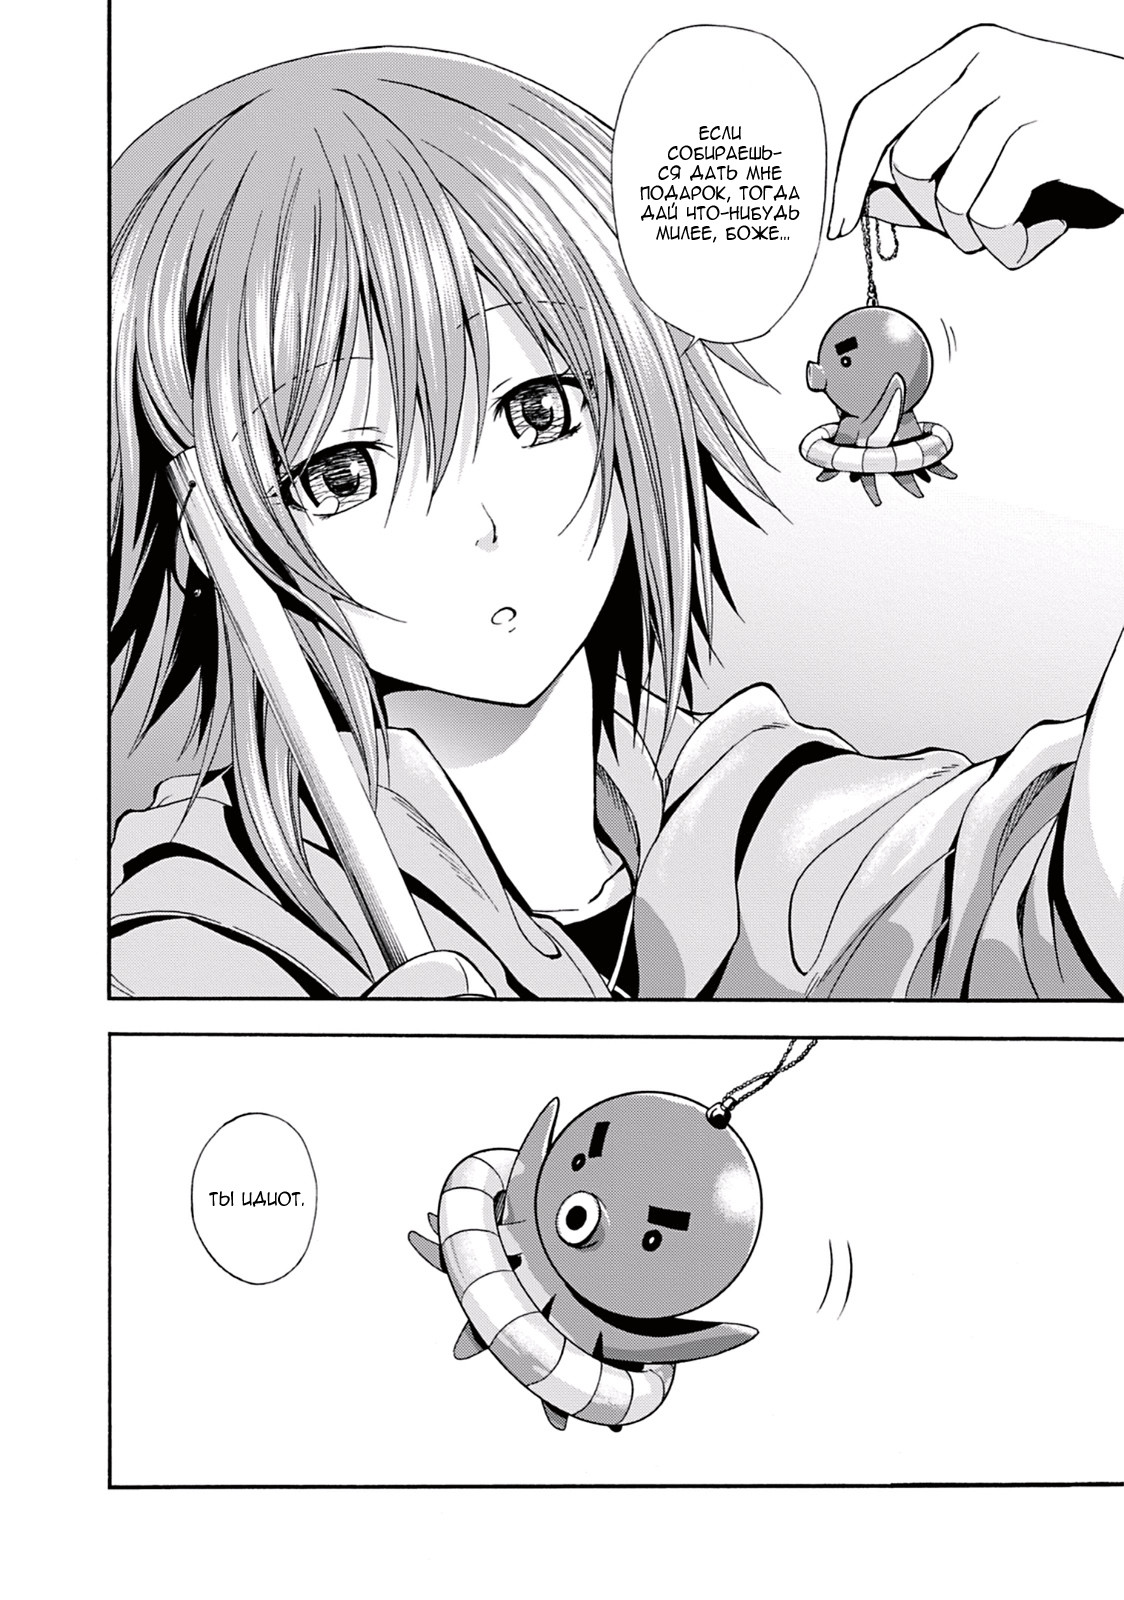 ЕСЛИ
СОБИРАЕШЬ-
СЯ ДАТЬ МНЕ
ПОДАРОК, ТОГДА
ДАЙ ЧТО-НИБУДЬ
МИЛЕЕ, БОЖЕ...
ТЫ ИДИОТ.